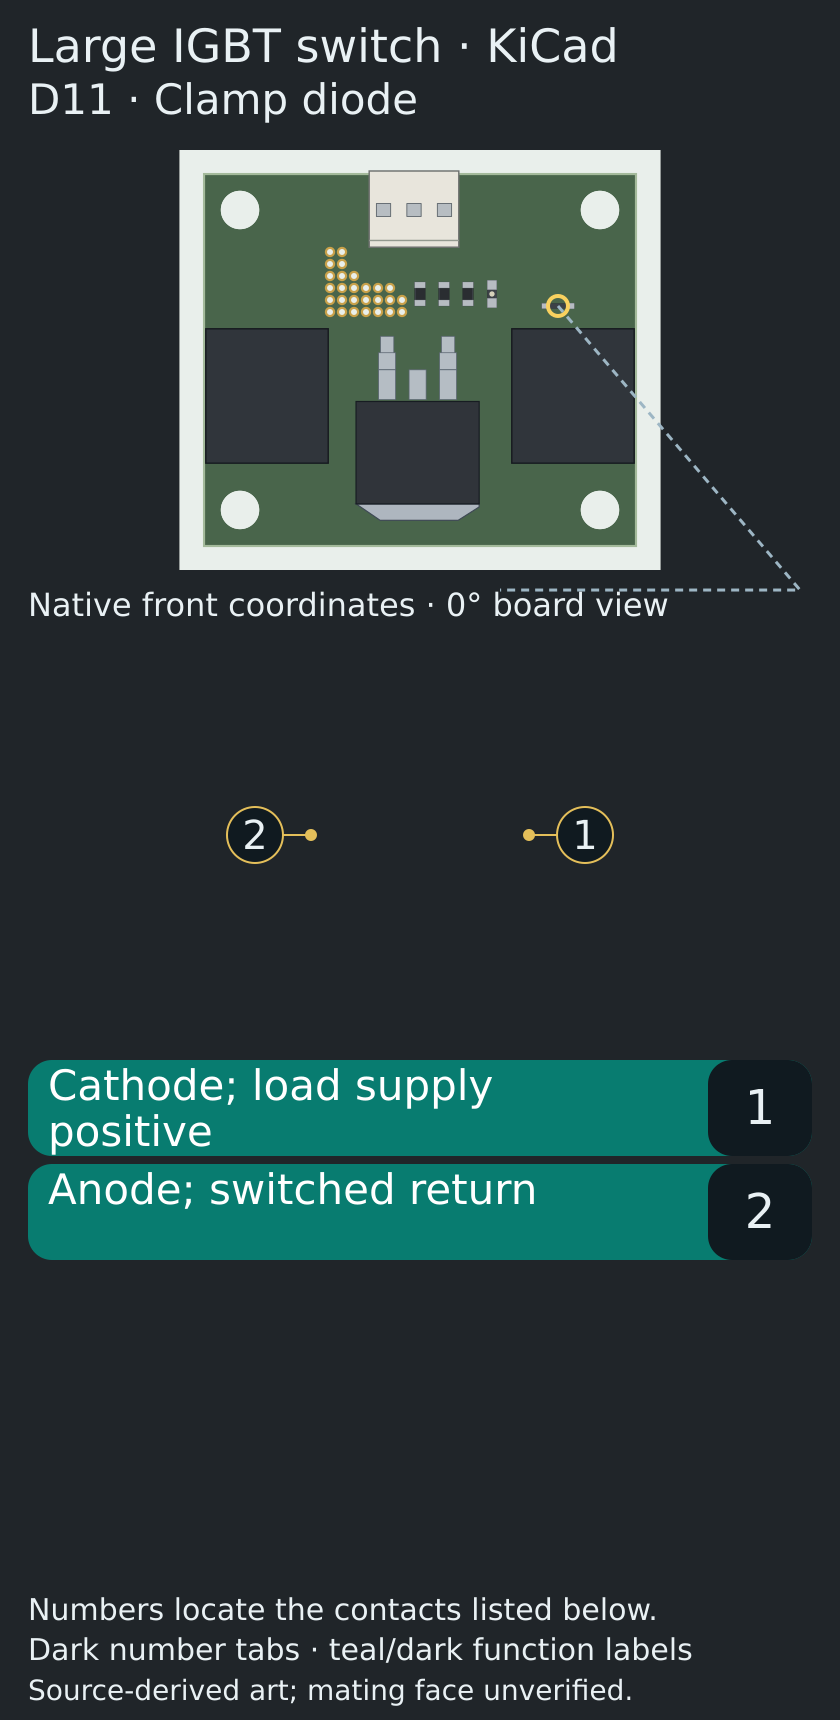 Large IGBT switch · KiCad
D11 · Clamp diode
Native front coordinates · 0° board view
2
1
Cathode; load supply
positive
1
Anode; switched return
2
Numbers locate the contacts listed below.
Dark number tabs · teal/dark function labels
Source-derived art; mating face unverified.